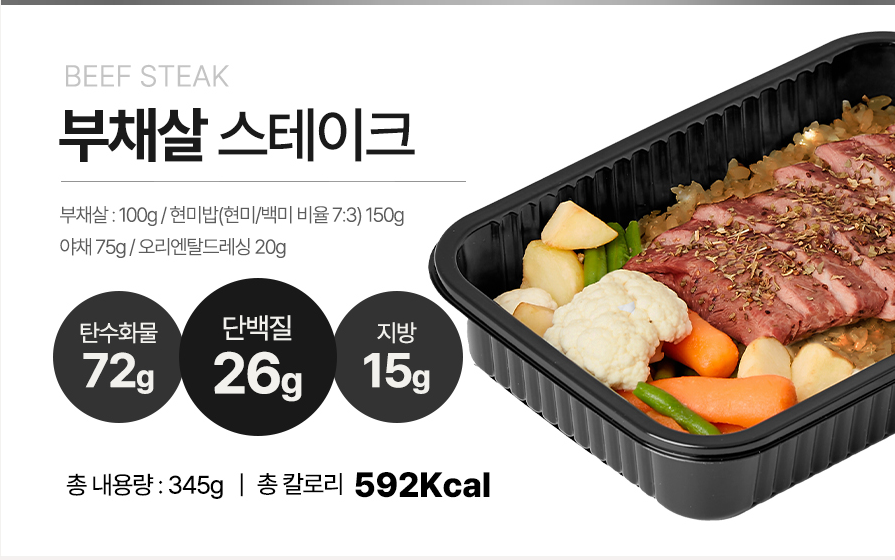 BEEF STEAK
부채살 스테이크
부채살 : 100g / 현미밥(현미/백미 비율 7:3) 150g
야채 75g / 오리엔탈드레싱 20g
탄수화물
72g
단백질
26g
지방
15g
총 내용량 : 345g | 총 칼로리 592Kcal